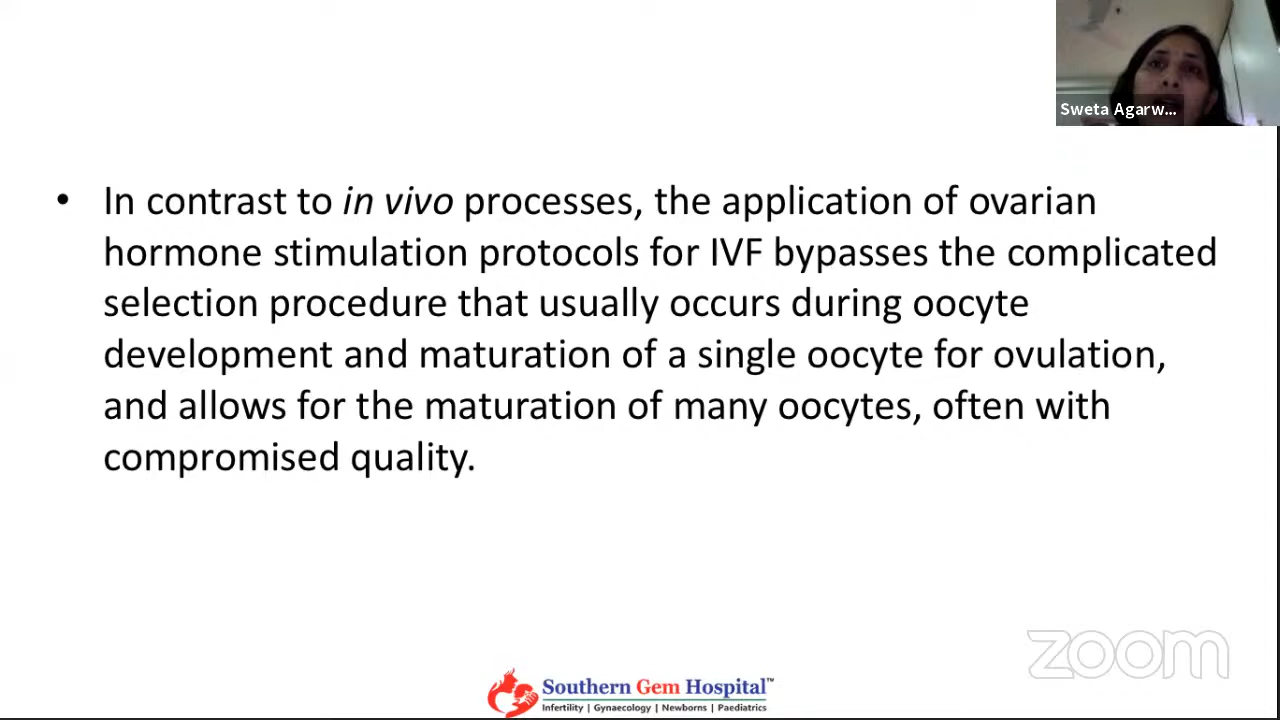 Sweta Agarw...
• In contrast to in vivo processes, the application of ovarian
hormone stimulation protocols for IVF bypasses the complicated
selection procedure that usually occurs during oocyte
development and maturation of a single oocyte for ovulation,
and allows for the maturation of many oocytes, often with
compromised quality.
zoom
Southern Gem Hospital™
Infertility | Gynaecology | Newborns | Paediatrics